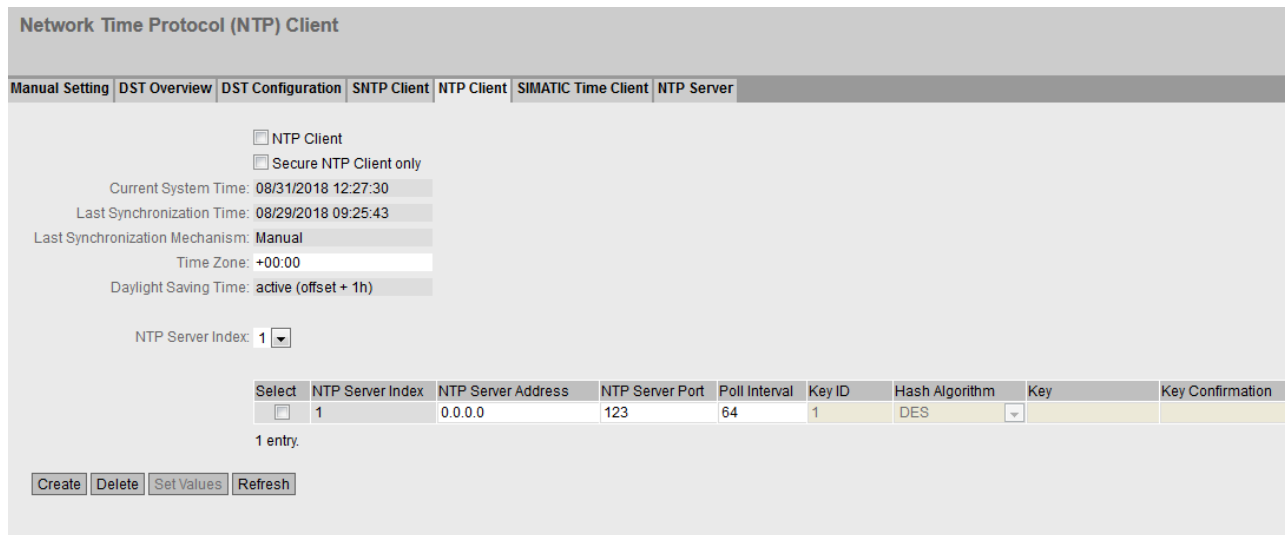 Network Time Protocol (NTP) Client
Manual Setting DST Overview DST Configuration SNTP Client NTP Client SIMATIC Time Client NTP Server
NTP Client
Secure NTP Client only
Current System Time: 08/31/2018 12:27:30
Last Synchronization Time: 08/29/2018 09:25:43
Last Synchronization Mechanism: Manual
Time Zone: +00:00
Daylight Saving Time: active (offset + 1h)
NTP Server Index: 1
Select NTP Server Index NTP Server Address NTP Server Port Poll Interval Key ID Hash Algorithm Key Key Confirmation
1 0.0.0.0 123 64 1 DES
1 entry.
Create Delete Set Values Refresh